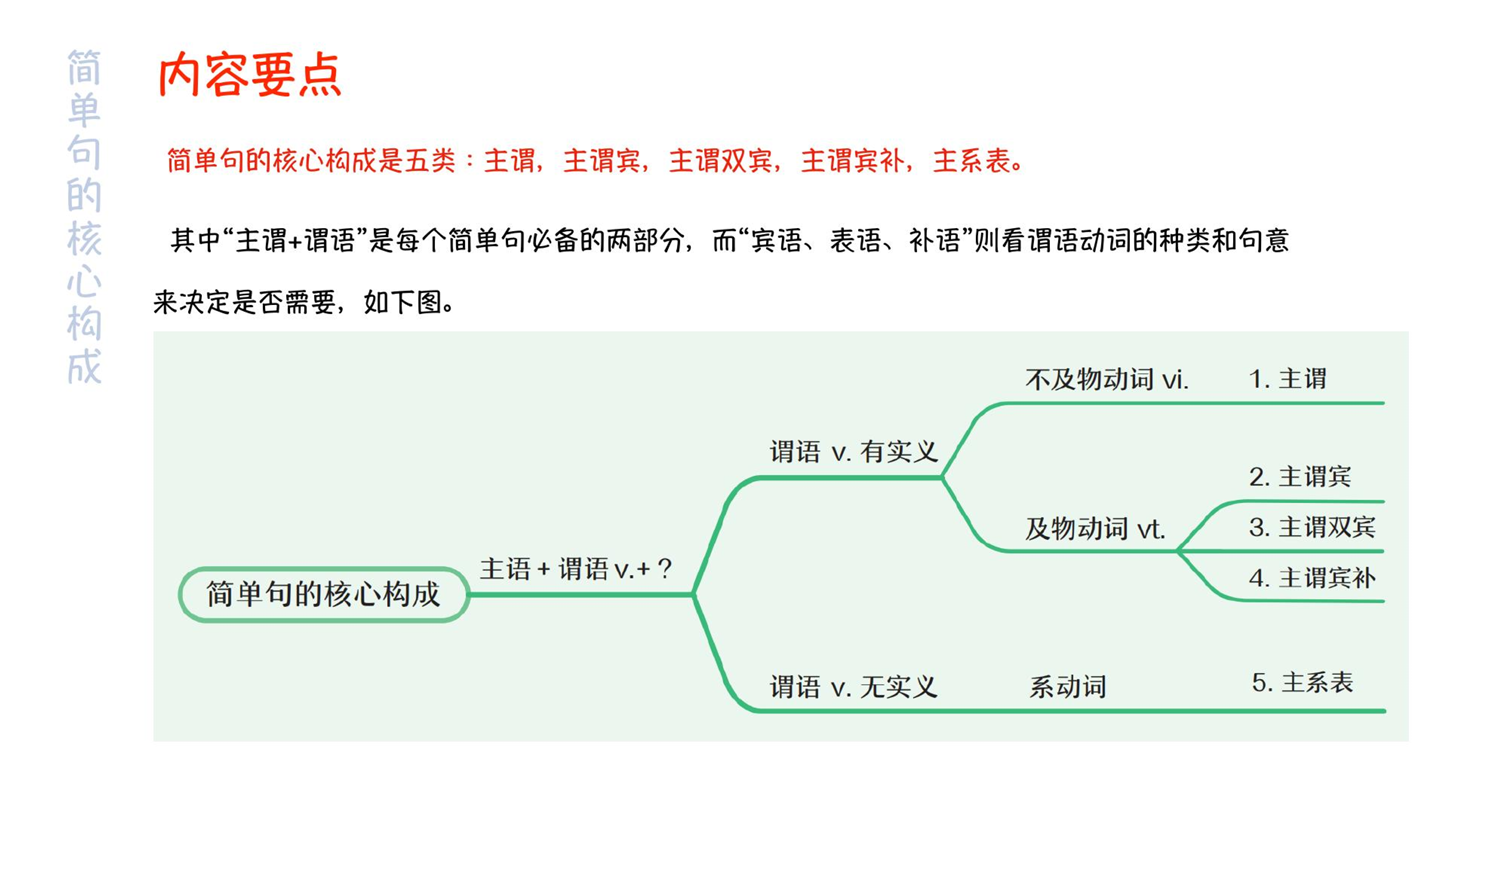 简单句的核心构成
内容要点
简单句的核心构成是五类：主谓，主谓宾，主谓双宾，主谓宾补，主系表。
其中“主谓+谓语”是每个简单句必备的两部分，而“宾语、表语、补语”则看谓语动词的种类和句意
来决定是否需要，如下图。
不及物动词 vi. 1. 主谓
谓语 v. 有实义
2. 主谓宾
及物动词 vt. 3. 主谓双宾
主语 + 谓语 v.+ ?
4. 主谓宾补
简单句的核心构成
谓语 v. 无实义 系动词 5. 主系表